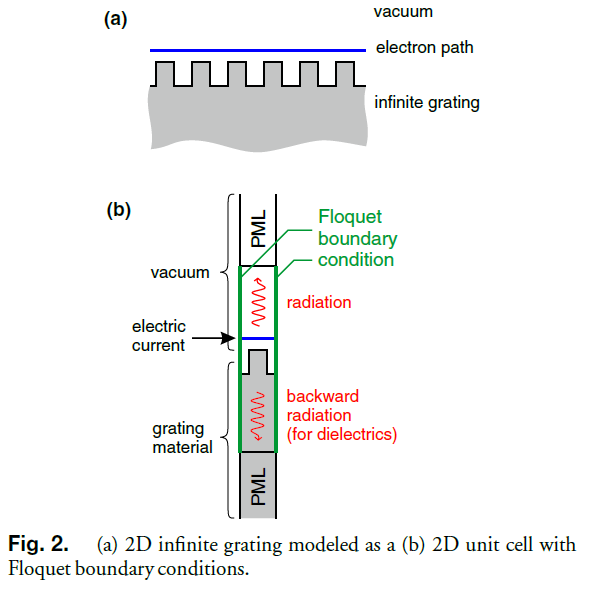 (a)
vacuum
electron path
infinite grating
(b)
PML
Floquet
boundary
condition
vacuum
radiation
electric
current
backward
radiation
(for dielectrics)
grating
material
PML
Fig. 2. (a) 2D infinite grating modeled as a (b) 2D unit cell with
Floquet boundary conditions.